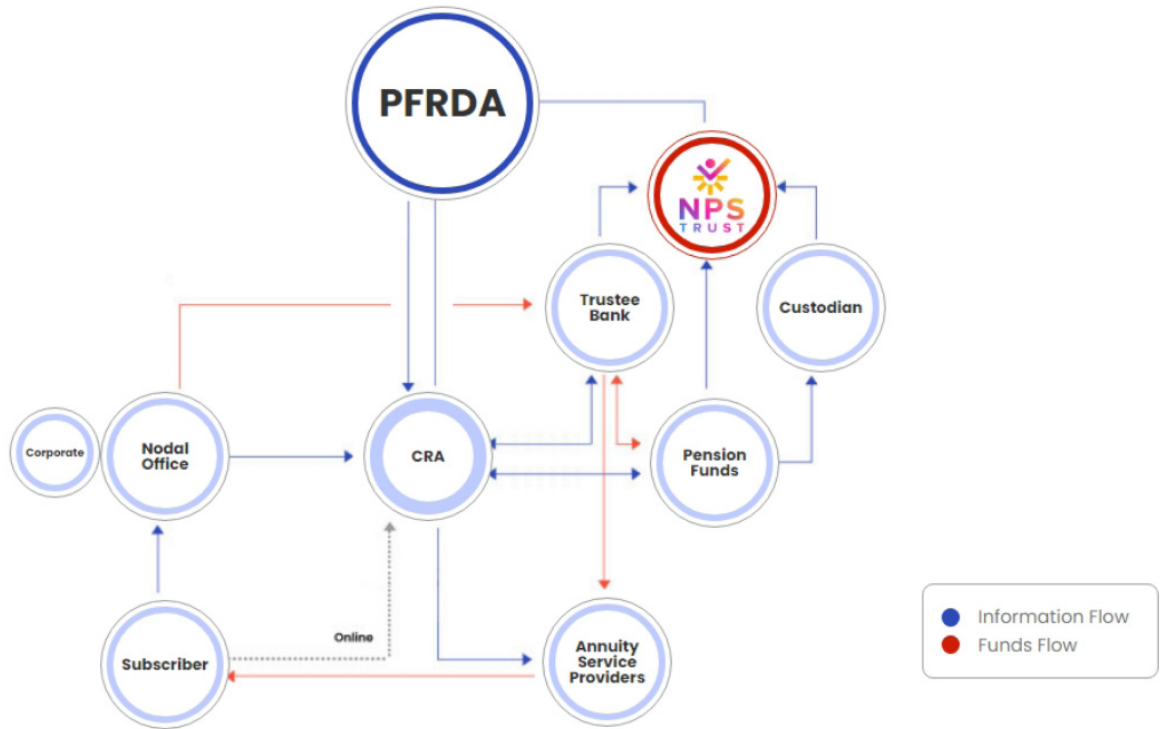 PFRDA
NPS
TRUST
Trustee
Bank
Custodian
Corporate
Nodal
Office
CRA
Pension
Funds
Online
Subscriber
Annuity
Service
Providers
Information Flow
Funds Flow